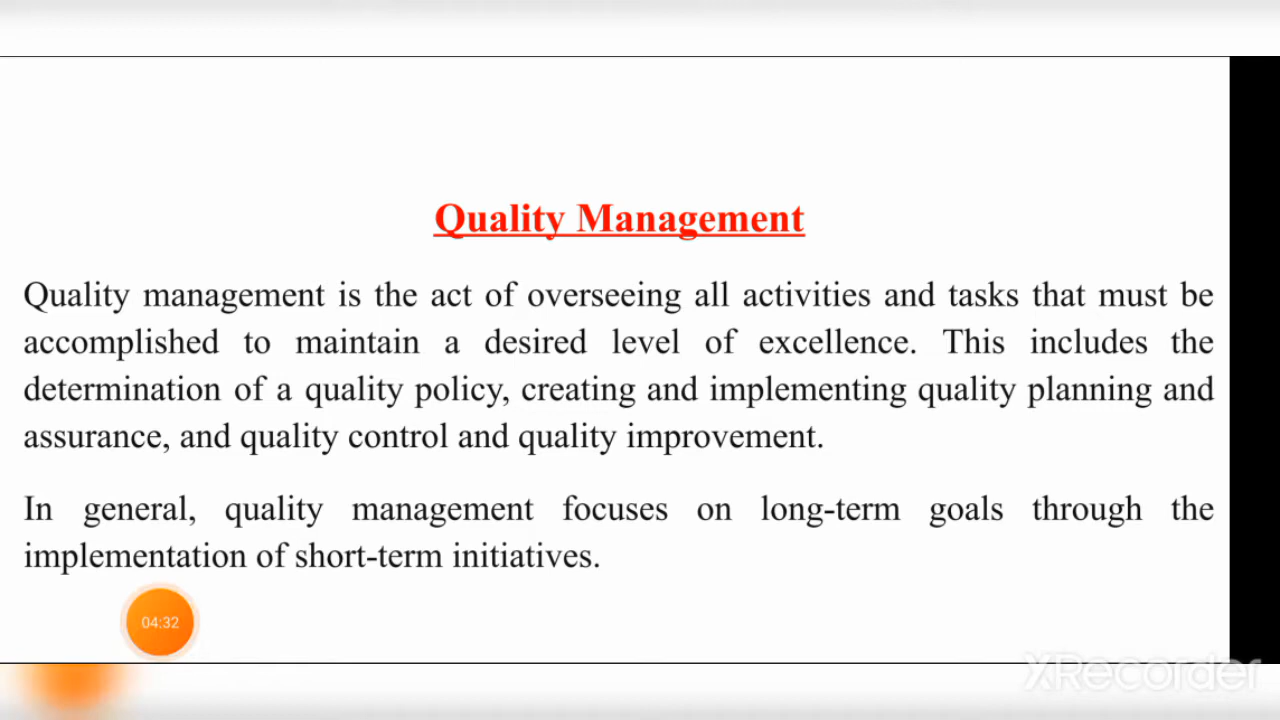 Quality Management
Quality management is the act of overseeing all activities and tasks that must be
accomplished to maintain a desired level of excellence. This includes the
determination of a quality policy, creating and implementing quality planning and
assurance, and quality control and quality improvement.
In general, quality management focuses on long-term goals through the
implementation of short-term initiatives.
04:32
XRecorder